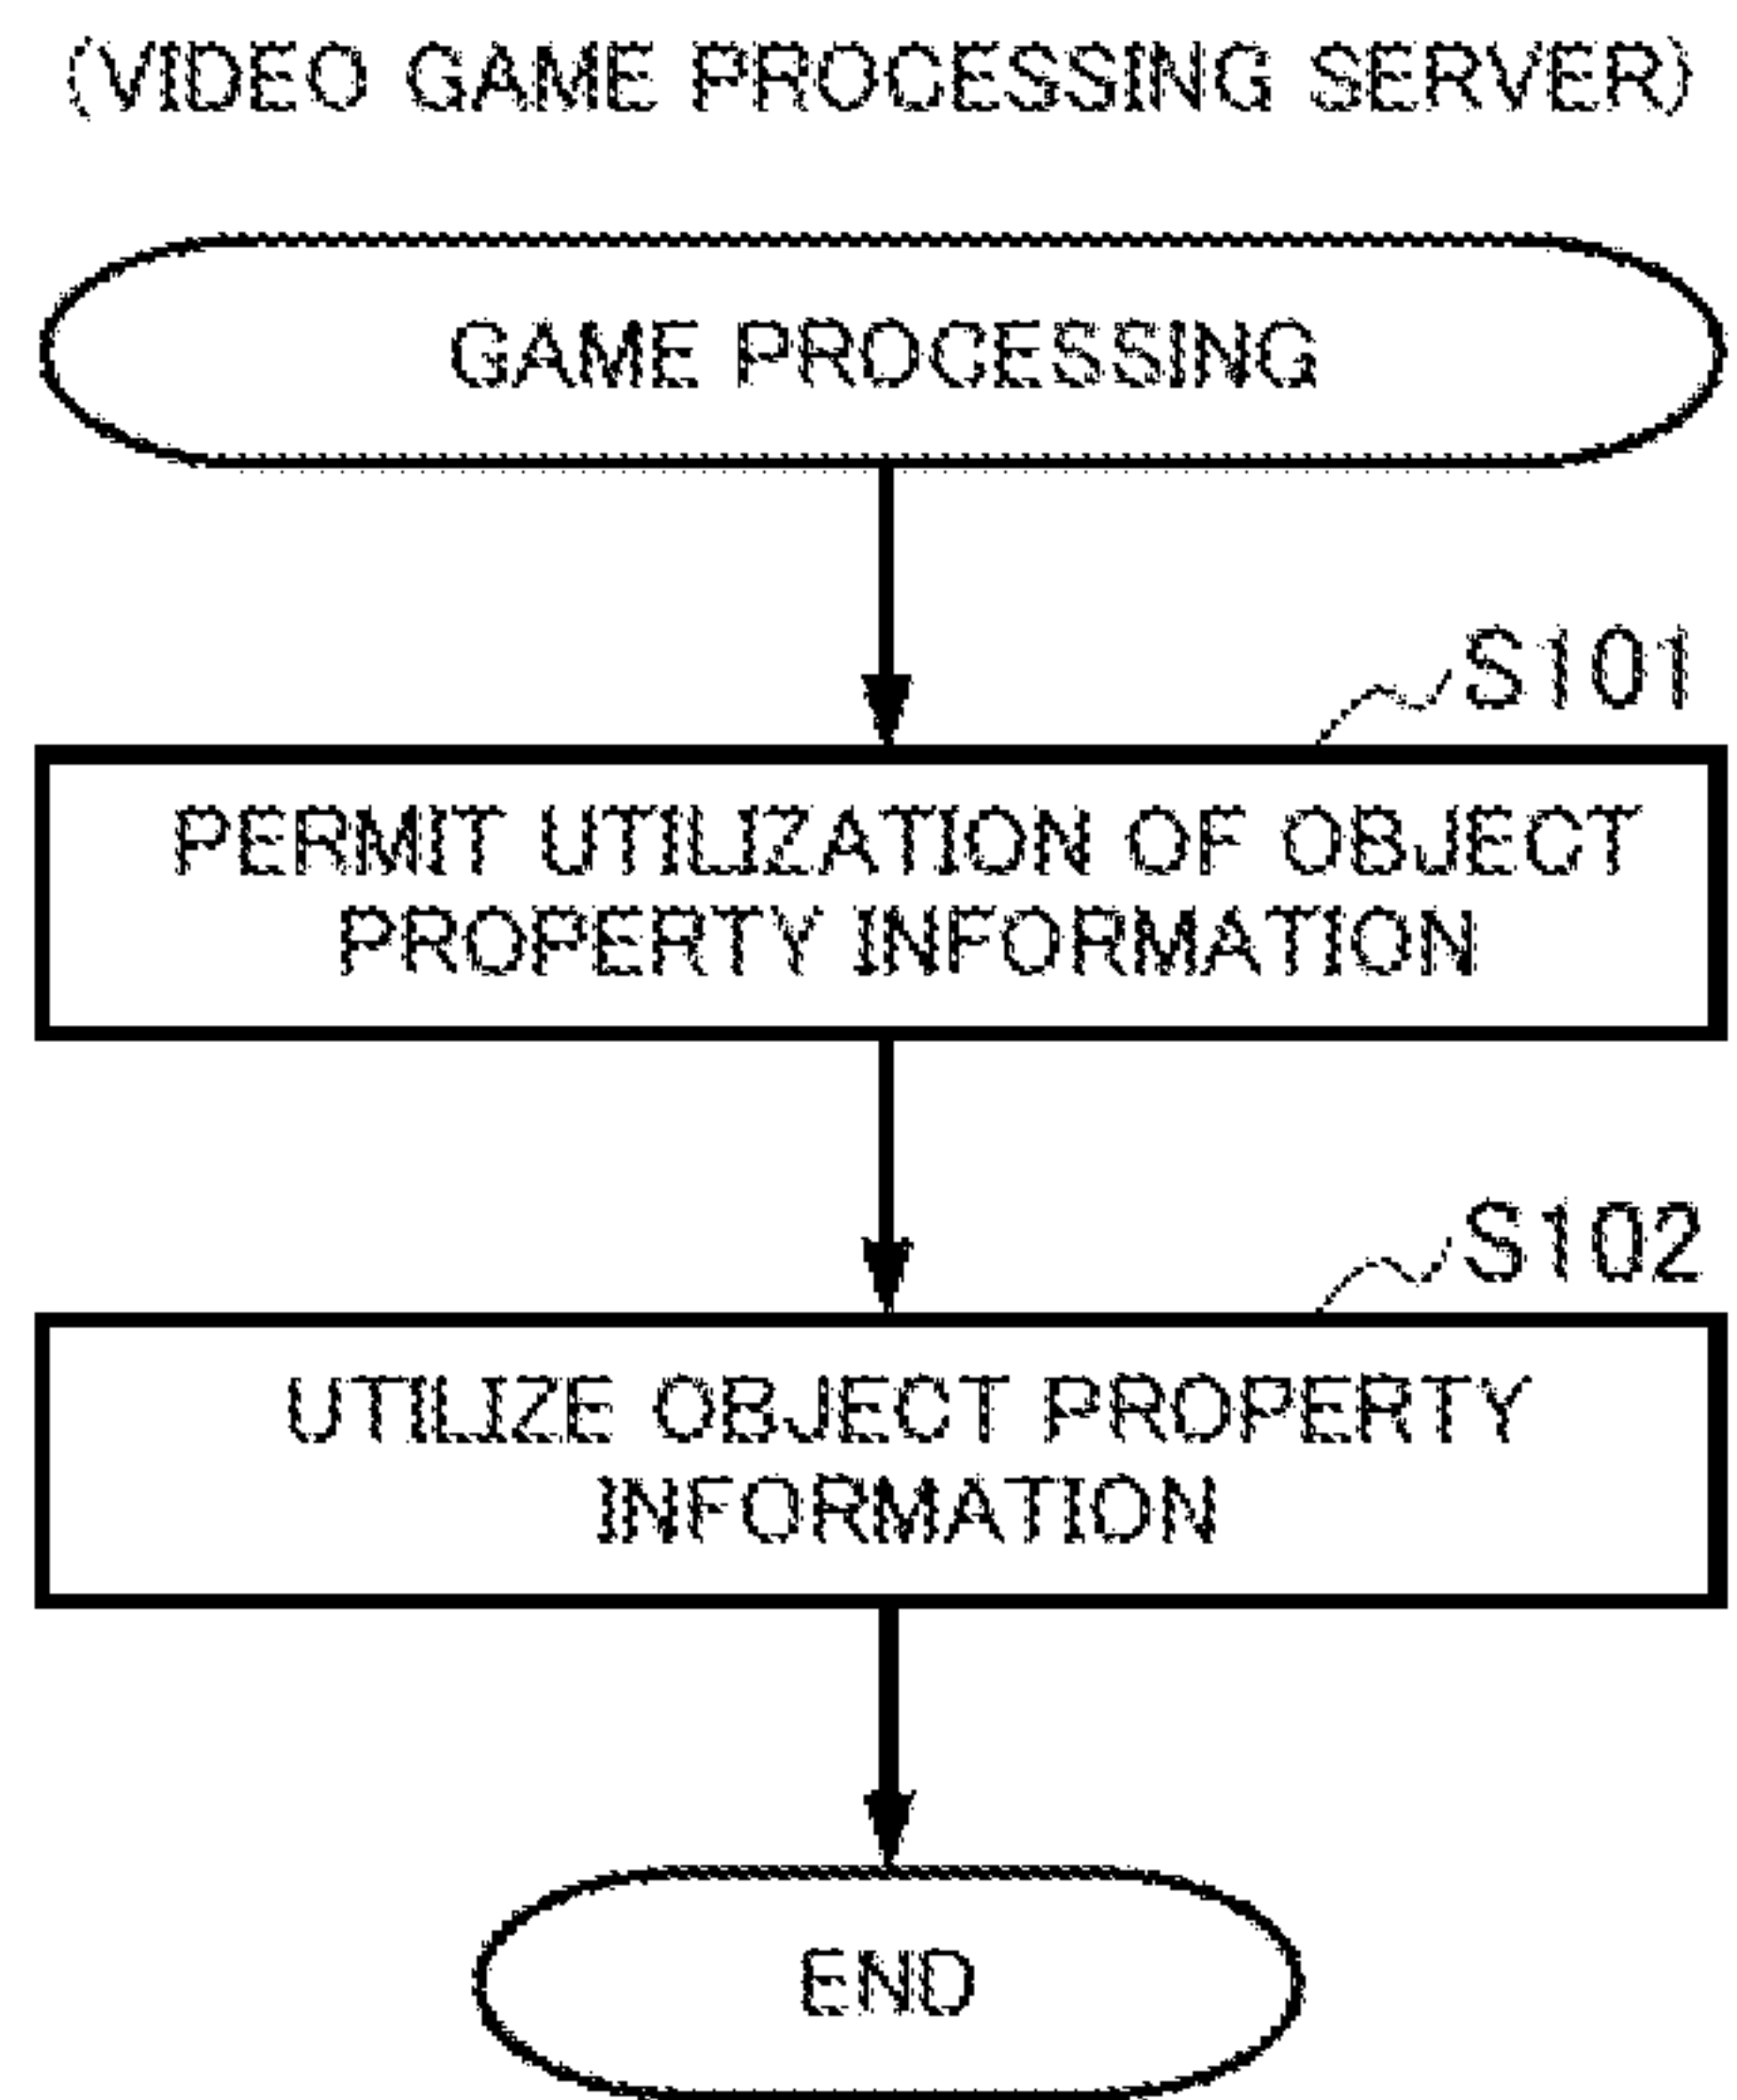 (VIDEO GAME PROCESSING SERVER)
GAME PROCESSING
S101
PERMIT UTILIZATION OF OBJECT
PROPERTY INFORMATION
S102
UTILIZE OBJECT PROPERTY
INFORMATION
END